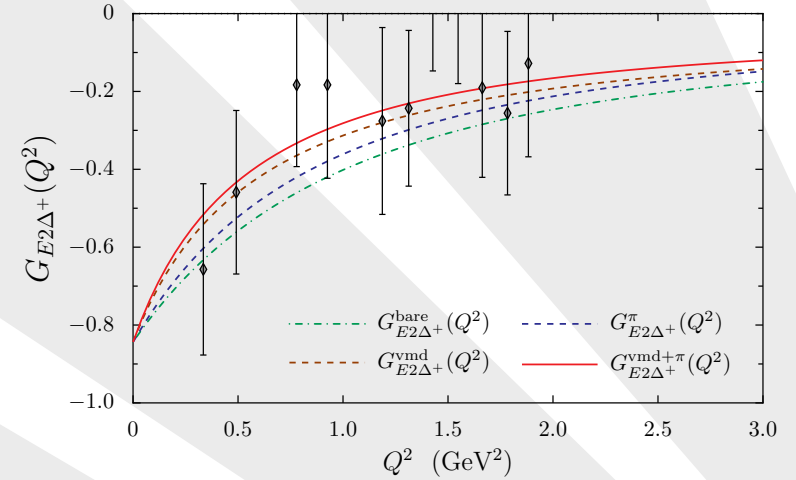 0
−0.2
−0.4
−0.6
−0.8
−1.0
G_{E2Δ^+}(Q^2)
G^{bare}_{E2Δ^+}(Q^2)
G^{π}_{E2Δ^+}(Q^2)
G^{vmd}_{E2Δ^+}(Q^2)
G^{vmd+π}_{E2Δ^+}(Q^2)
0 0.5 1.0 1.5 2.0 2.5 3.0
Q^2 (GeV^2)